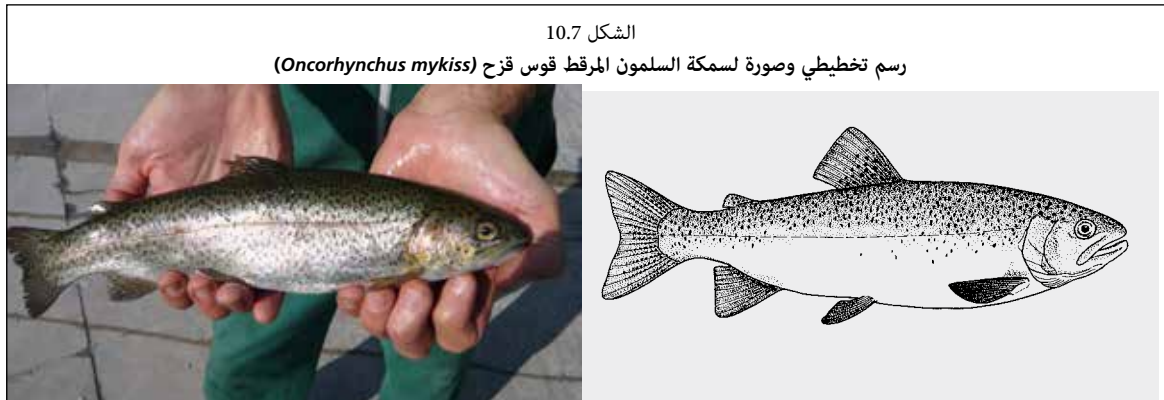 الشكل 10.7
رسم تخطيطي وصورة لسمكة السلمون المرقط قوس قزح (Oncorhynchus mykiss)